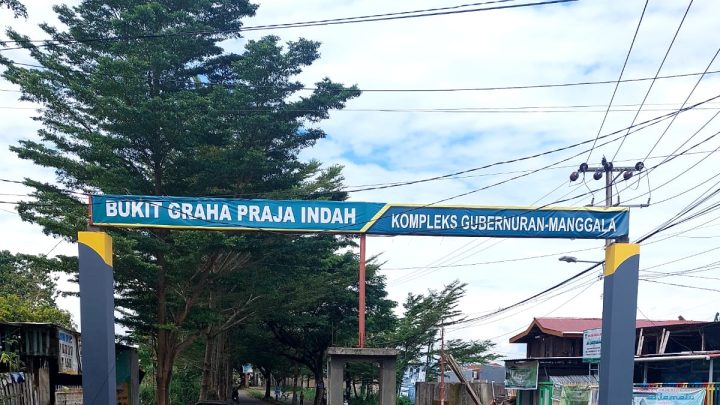 BUKIT GRAHA PRAJA INDAH
KOMPLEKS GUBERNURAN-MANGGALA